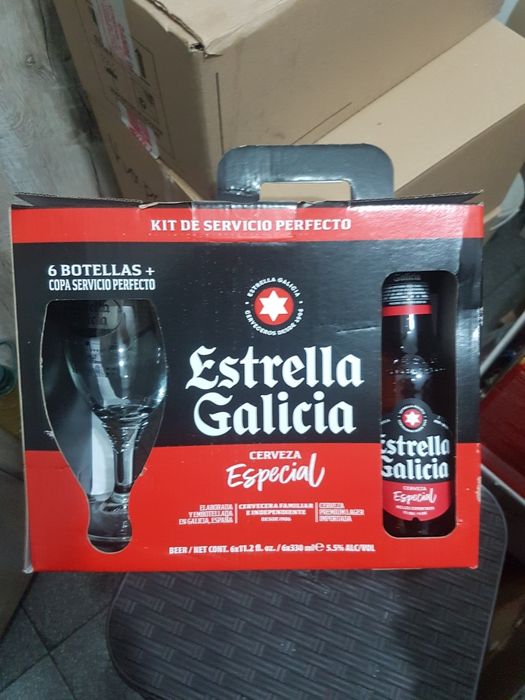 KIT DE SERVICIO PERFECTO
6 BOTELLAS +
COPA SERVICIO PERFECTO
ESTRELLA GALICIA
CERVECEROS DESDE 1906
Estrella
Galicia
CERVEZA
Especial
ELABORADA
Y EMBOTELLADA
EN GALICIA, ESPAÑA
CERVECERA FAMILIAR
E INDEPENDIENTE
DESDE 1906
CERVEZA
PREMIUM LAGER
IMPORTADA
BEER / NET CONT. 6x11.2 fl. oz. / 6x330 ml e 5.5% ALC/VOL
Estrella
Galicia
CERVEZA
Especial